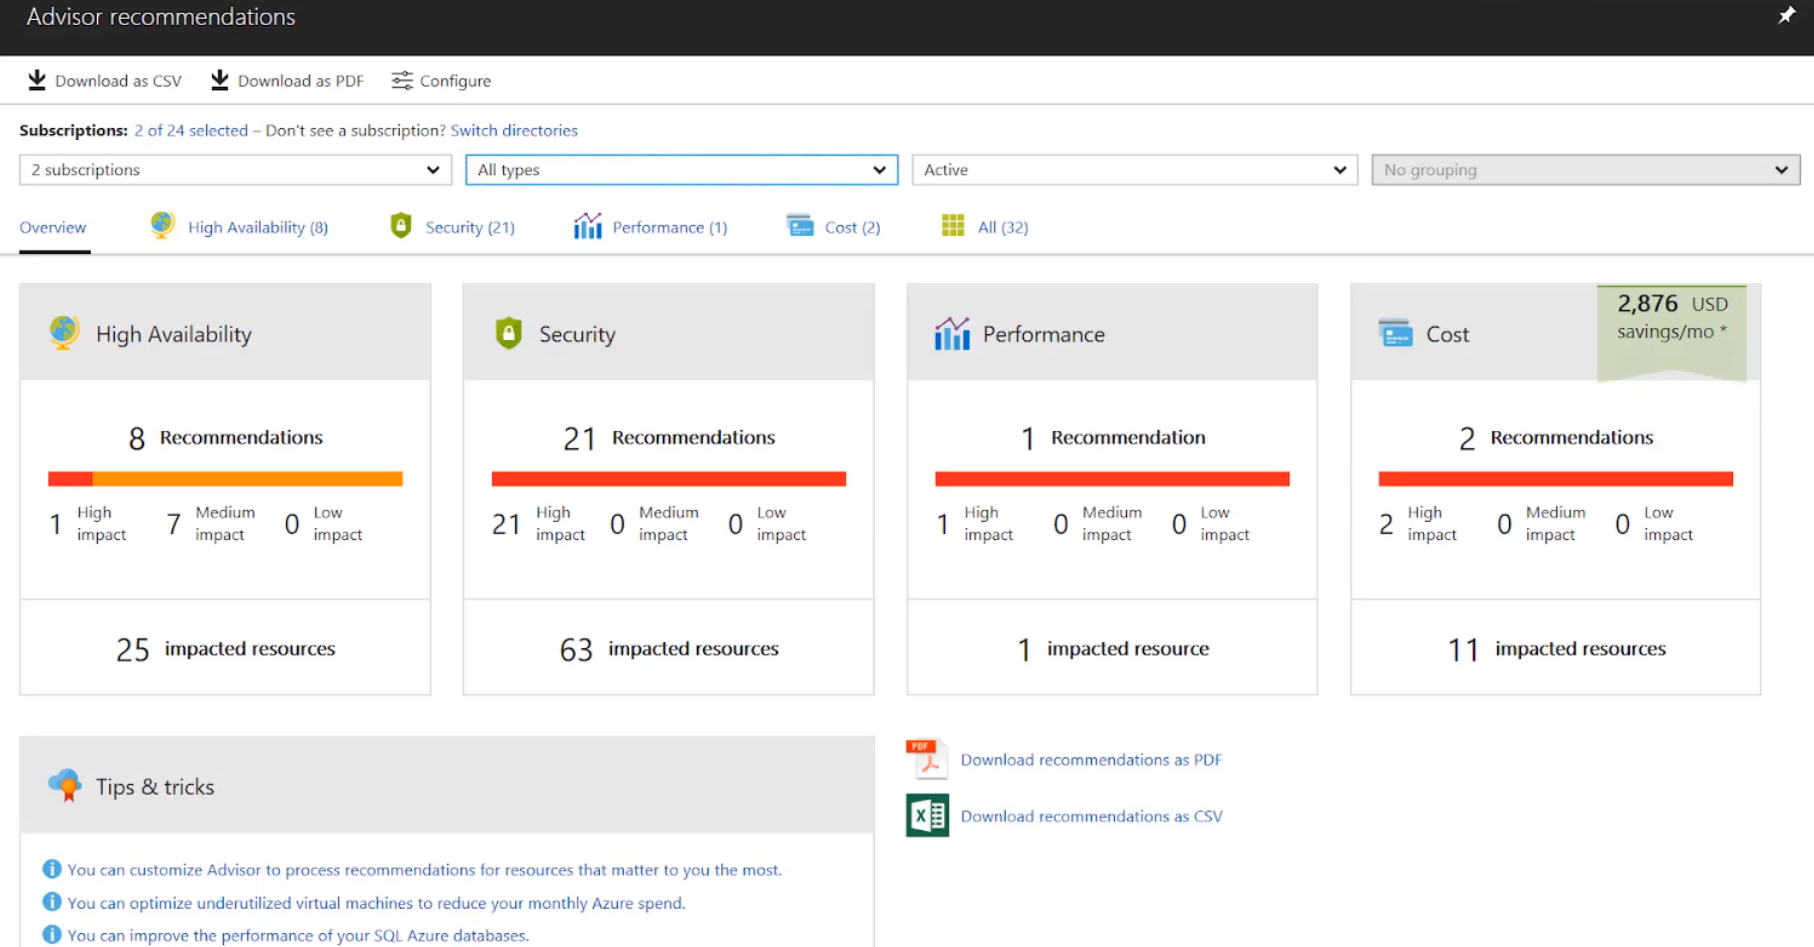 Advisor recommendations
Download as CSV Download as PDF Configure
Subscriptions: 2 of 24 selected – Don't see a subscription? Switch directories
2 subscriptions All types Active No grouping
Overview High Availability (8) Security (21) Performance (1) Cost (2) All (32)
High Availability
8 Recommendations
1 High impact 7 Medium impact 0 Low impact
25 impacted resources
Security
21 Recommendations
21 High impact 0 Medium impact 0 Low impact
63 impacted resources
Performance
1 Recommendation
1 High impact 0 Medium impact 0 Low impact
1 impacted resource
Cost
2,876 USD
savings/mo *
2 Recommendations
2 High impact 0 Medium impact 0 Low impact
11 impacted resources
Tips & tricks
You can customize Advisor to process recommendations for resources that matter to you the most.
You can optimize underutilized virtual machines to reduce your monthly Azure spend.
You can improve the performance of your SQL Azure databases.
PDF
Download recommendations as PDF
Download recommendations as CSV